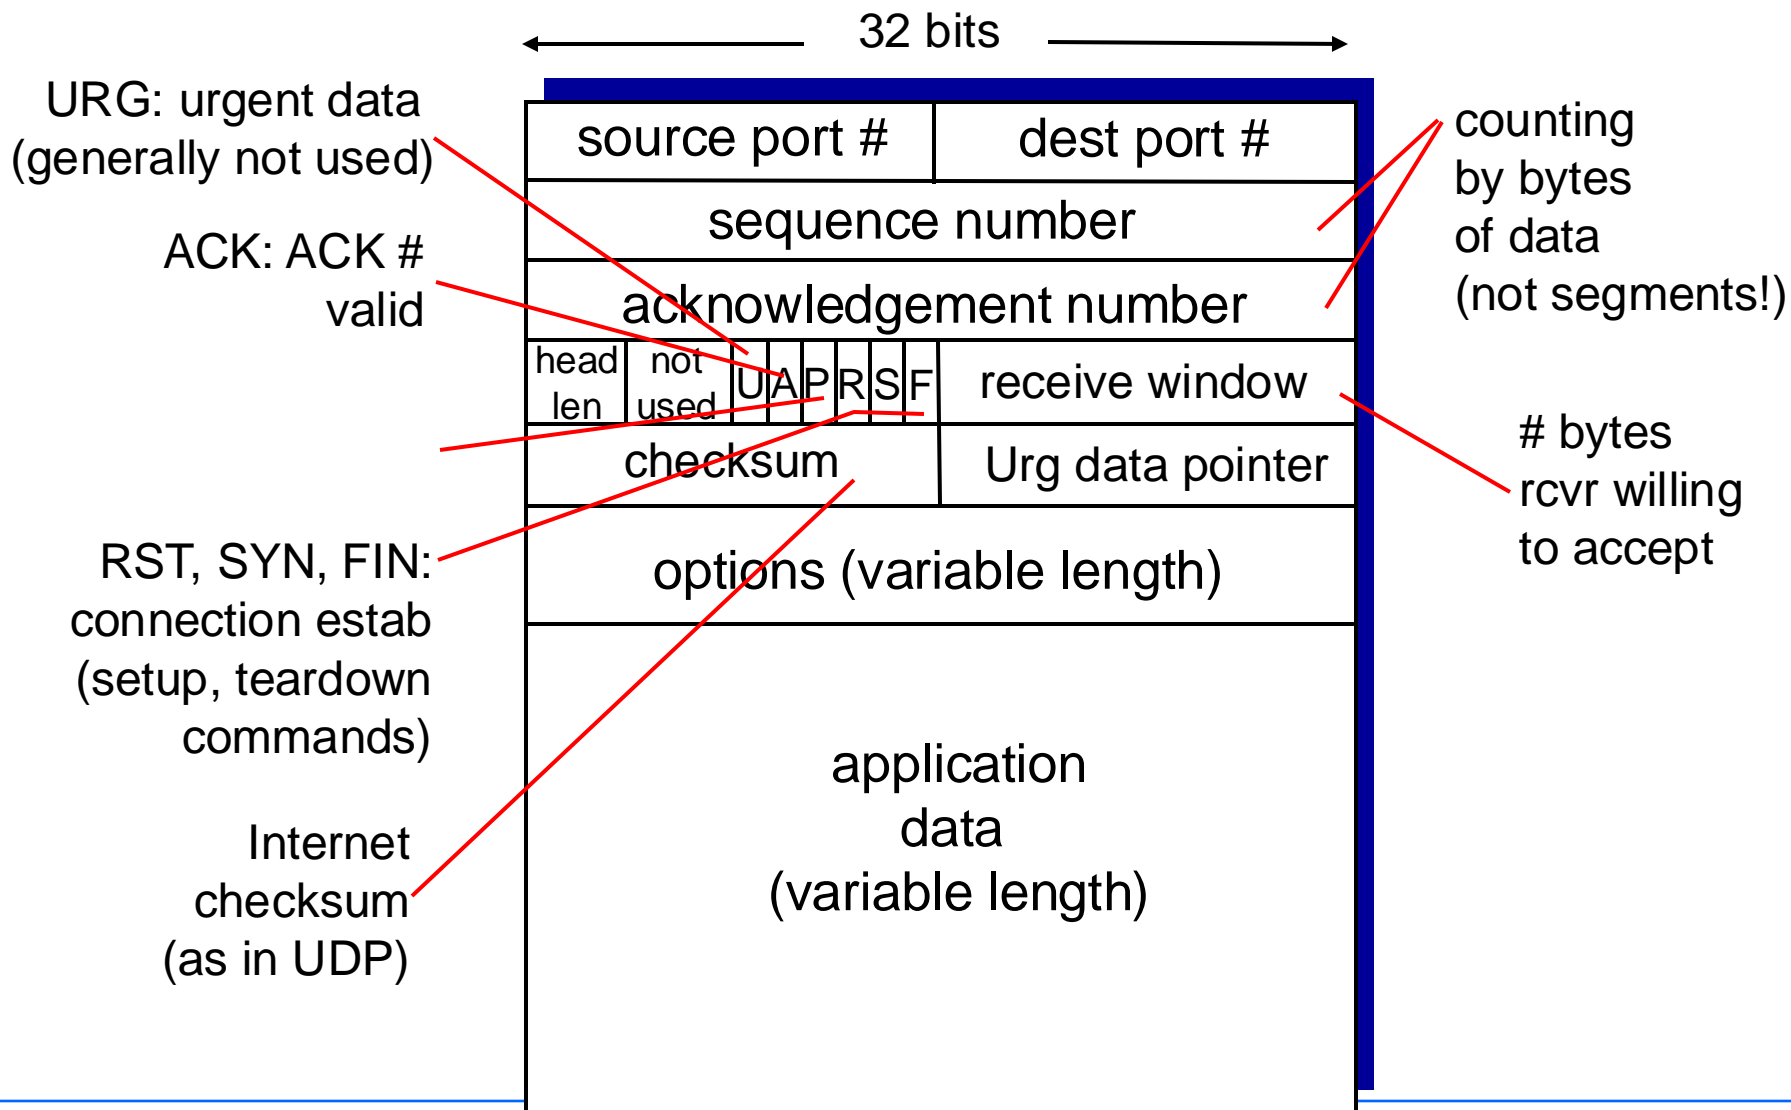 32 bits
URG: urgent data
(generally not used)
ACK: ACK #
valid
RST, SYN, FIN:
connection estab
(setup, teardown
commands)
Internet
checksum
(as in UDP)
source port #
dest port #
sequence number
acknowledgement number
head
len
not
used
U
A
P
R
S
F
receive window
checksum
Urg data pointer
options (variable length)
application
data
(variable length)
counting
by bytes
of data
(not segments!)
# bytes
rcvr willing
to accept